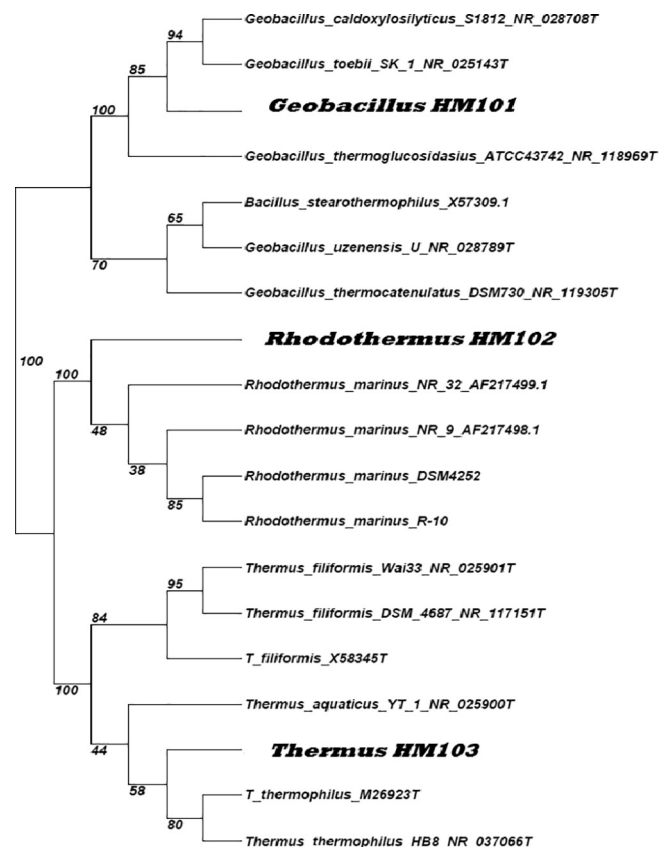 Geobacillus_caldoxylosilyticus_S1812_NR_028708T
94
Geobacillus_toebii_SK_1_NR_025143T
85
Geobacillus HM101
100
Geobacillus_thermoglucosidasius_ATCC43742_NR_118969T
Bacillus_stearothermophilus_X57309.1
65
Geobacillus_uzenensis_U_NR_028789T
70
Geobacillus_thermocatenulatus_DSM730_NR_119305T
Rhodothermus HM102
100
100
Rhodothermus_marinus_NR_32_AF217499.1
48
Rhodothermus_marinus_NR_9_AF217498.1
38
Rhodothermus_marinus_DSM4252
85
Rhodothermus_marinus_R-10
Thermus_filiformis_Wai33_NR_025901T
95
Thermus_filiformis_DSM_4687_NR_117151T
84
T_filiformis_X58345T
100
Thermus_aquaticus_YT_1_NR_025900T
44
Thermus HM103
58
T_thermophilus_M26923T
80
Thermus_thermophilus_HB8_NR_037066T